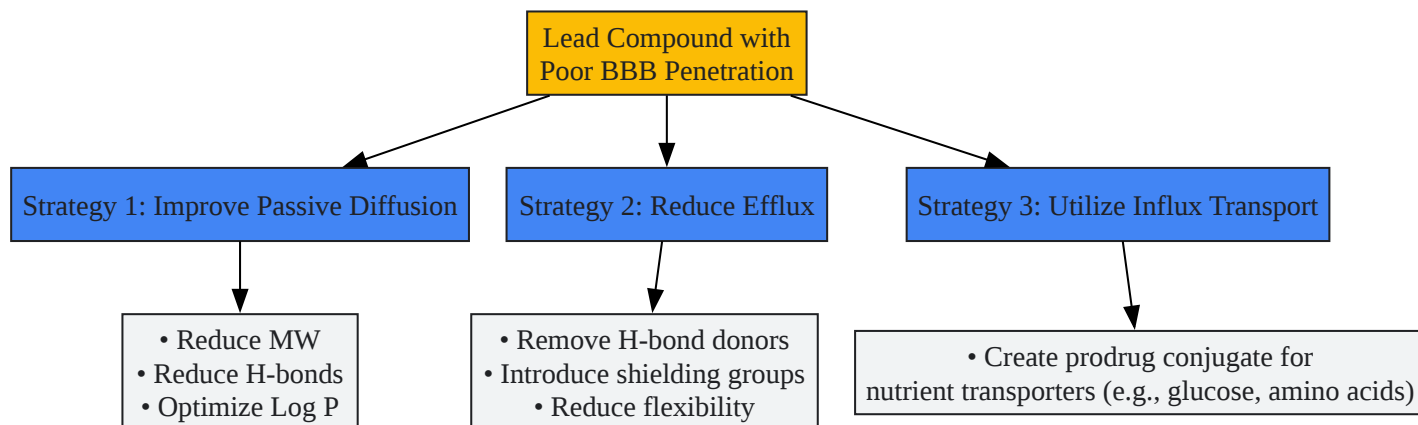 Lead Compound with
Poor BBB Penetration
Strategy 1: Improve Passive Diffusion
Strategy 2: Reduce Efflux
Strategy 3: Utilize Influx Transport
• Reduce MW
• Reduce H-bonds
• Optimize Log P
• Remove H-bond donors
• Introduce shielding groups
• Reduce flexibility
• Create prodrug conjugate for
nutrient transporters (e.g., glucose, amino acids)